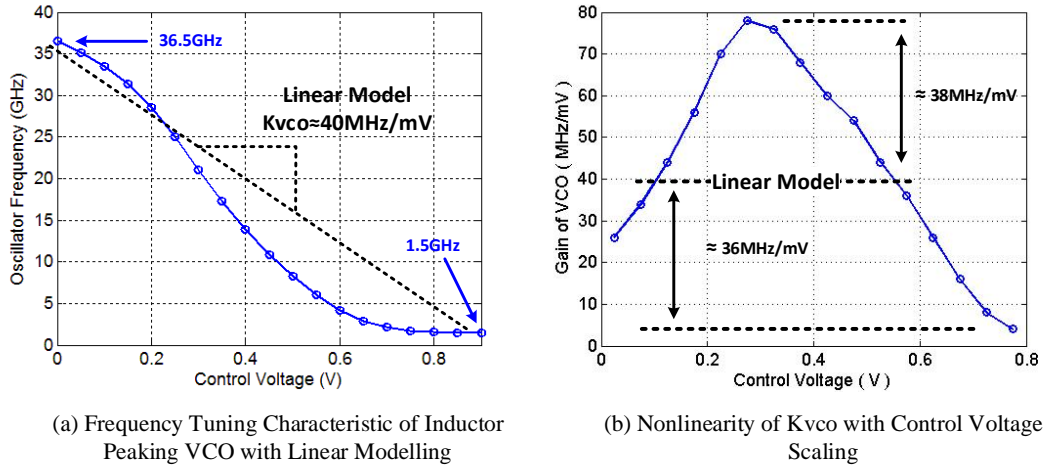 40
35
30
25
20
15
10
5
0
Oscillator Frequency (GHz)
36.5GHz
Linear Model
Kvco≈40MHz/mV
1.5GHz
0
0.2
0.4
0.6
0.8
Control Voltage (V)
(a) Frequency Tuning Characteristic of Inductor
Peaking VCO with Linear Modelling
80
70
60
50
40
30
20
10
0
Gain of VCO ( MHz/mV)
≈ 38MHz/mV
Linear Model
≈ 36MHz/mV
0
0.2
0.4
0.6
0.8
Control Voltage ( V )
(b) Nonlinearity of Kvco with Control Voltage
Scaling